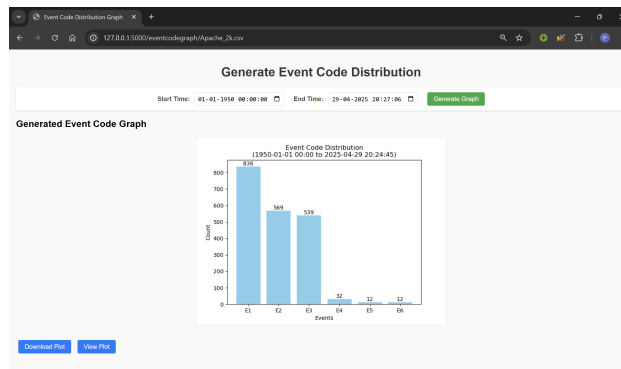 Event Code Distribution Graph
127.0.0.1:5000/eventcodegraph/Apache_2k.csv
Generate Event Code Distribution
Start Time: 01-01-1950 00:00:00 End Time: 29-04-2025 20:27:06 Generate Graph
Generated Event Code Graph
Event Code Distribution
(1950-01-01 00:00 to 2025-04-29 20:24:45)
836
800
700
600
569
539
500
Count
400
300
200
100
32
12
12
0
E1 E2 E3 E4 E5 E6
Events
Download Plot View Plot